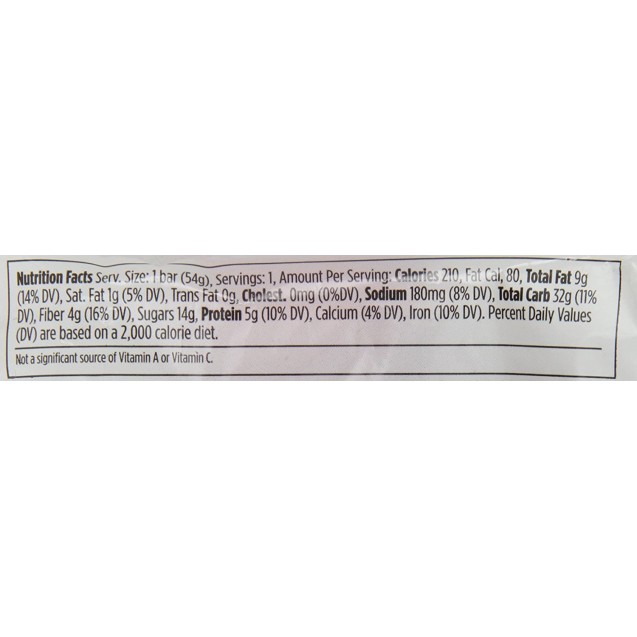 Nutrition Facts Serv. Size: 1 bar (54g), Servings: 1, Amount Per Serving: Calories 210, Fat Cal. 80, Total Fat 9g
(14% DV), Sat. Fat 1g (5% DV), Trans Fat 0g, Cholest. 0mg (0%DV), Sodium 180mg (8% DV), Total Carb 32g (11%
DV), Fiber 4g (16% DV), Sugars 14g, Protein 5g (10% DV), Calcium (4% DV), Iron (10% DV). Percent Daily Values
(DV) are based on a 2,000 calorie diet.
Not a significant source of Vitamin A or Vitamin C.